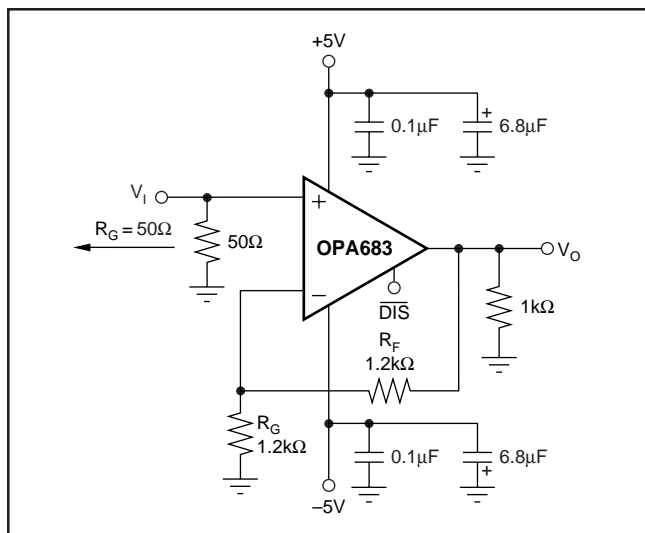 +5V
0.1μF
+
6.8μF
V_I
+
R_G = 50Ω
50Ω
OPA683
V_O
−
DIS
1kΩ
R_F
1.2kΩ
R_G
1.2kΩ
0.1μF
6.8μF
+
–5V